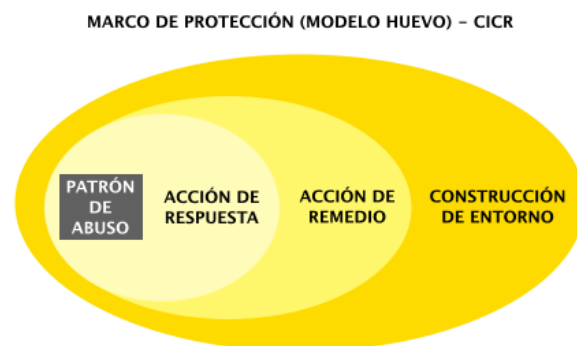 MARCO DE PROTECCIÓN (MODELO HUEVO) – CICR
PATRÓN
DE
ABUSO
ACCIÓN DE
RESPUESTA
ACCIÓN DE
REMEDIO
CONSTRUCCIÓN
DE ENTORNO